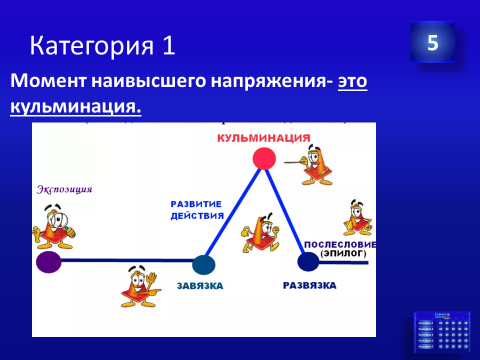 Категория 1
5
Момент наивысшего напряжения- это
кульминация.
КУЛЬМИНАЦИЯ
Экспозиция
РАЗВИТИЕ
ДЕЙСТВИЯ
ПОСЛЕСЛОВИЕ
(ЭПИЛОГ)
ЗАВЯЗКА
РАЗВЯЗКА